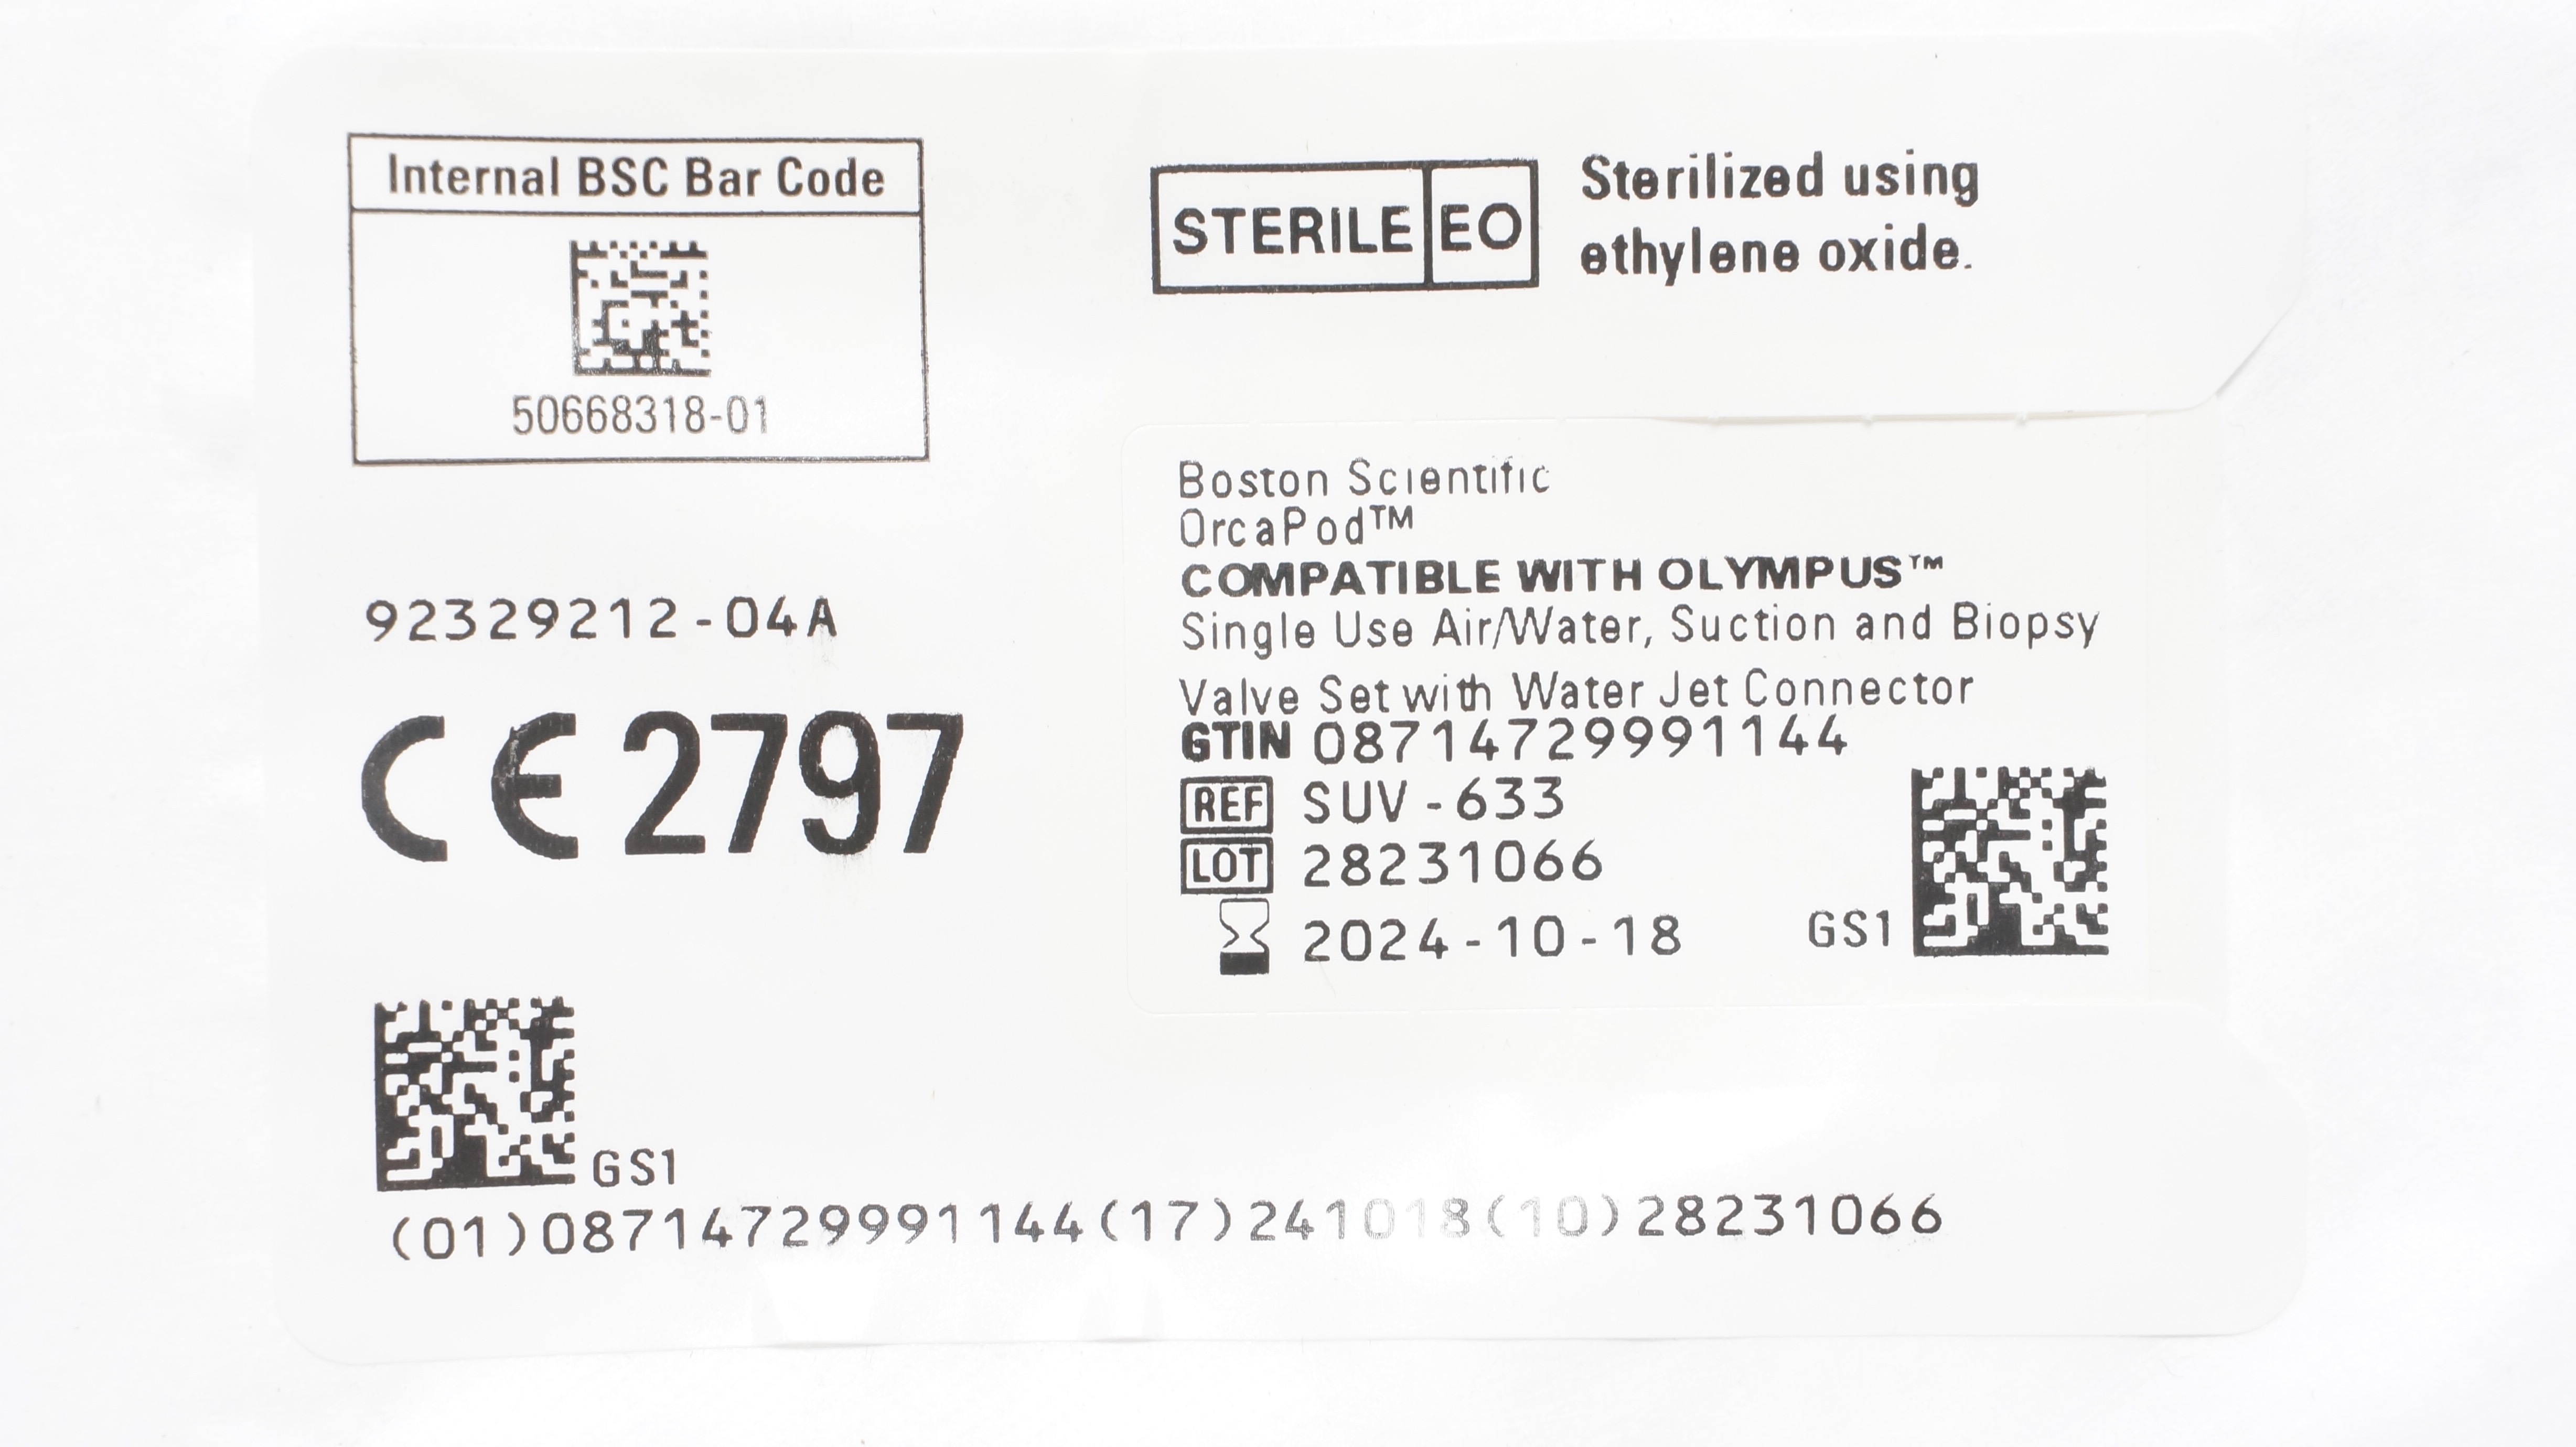 Internal BSC Bar Code
50668318-01
STERILE EO
Sterilized using
ethylene oxide.
92329212-04A
CE 2797
Boston Scientific
OrcaPod™
COMPATIBLE WITH OLYMPUS™
Single Use Air/Water, Suction and Biopsy
Valve Set with Water Jet Connector
GTIN 08714729991144
REF SUV-633
LOT 28231066
2024-10-18
GS1
GS1
(01)08714729991144(17)241018(10)28231066